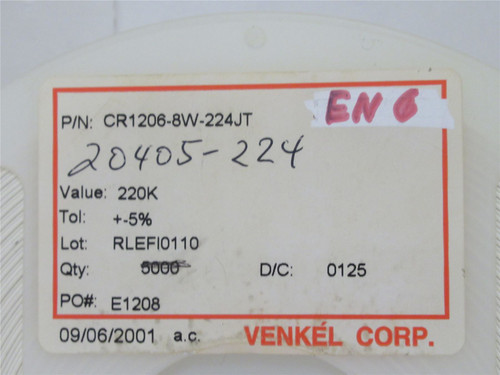 P/N: CR1206-8W-224JT
EN 6
20405-224
Value: 220K
Tol: +-5%
Lot: RLEFI0110
Qty: 5000 D/C: 0125
PO#: E1208
09/06/2001 a.c. VENKEL CORP.